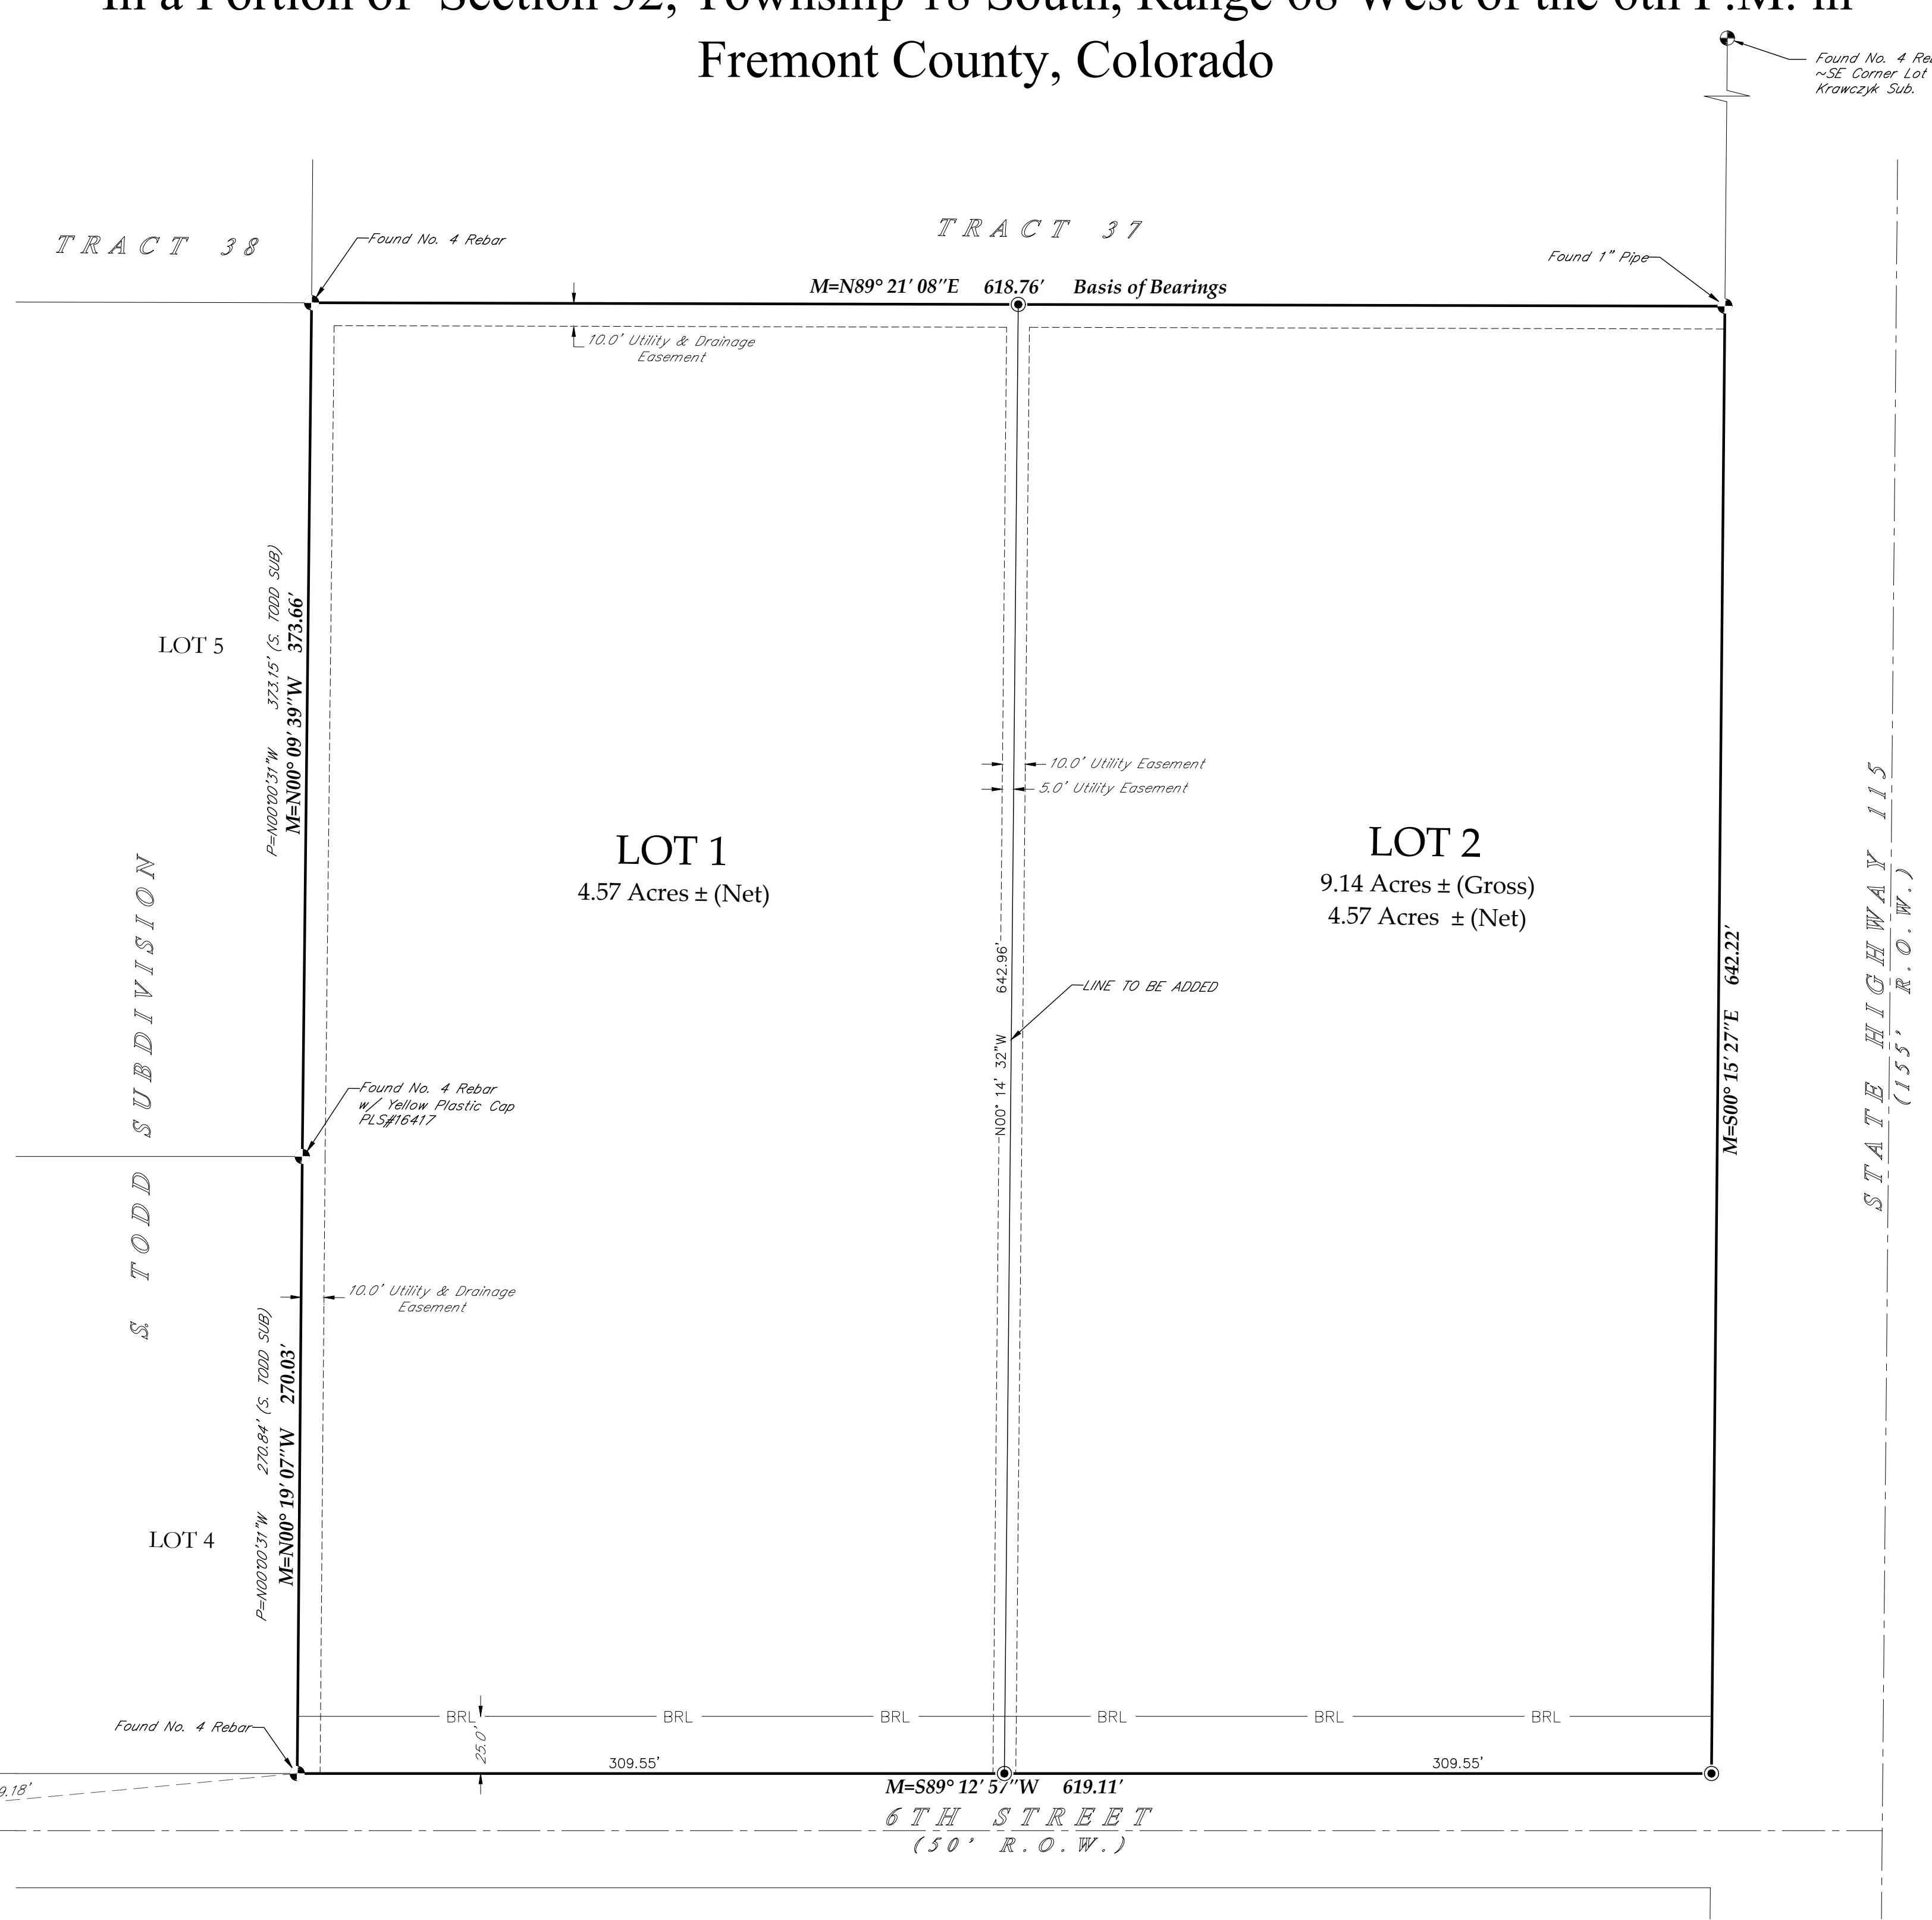 Fremont County, Colorado
Found No. 4
~SE Corner Lot
Krawczyk Sub.
TRACT 38
Found No. 4 Rebar
TRACT 37
Found 1" Pipe
M=N89° 21' 08"E 618.76' Basis of Bearings
10.0' Utility & Drainage
Easement
LOT 5
P=N00°00'31"W 373.15' (S. TODD SUB)
M=N00° 09' 39"W 373.66'
10.0' Utility Easement
5.0' Utility Easement
LOT 1
4.57 Acres ± (Net)
LOT 2
9.14 Acres ± (Gross)
4.57 Acres ± (Net)
N00° 14' 32"W 642.96'
LINE TO BE ADDED
M=S00° 15' 27"E 642.22'
STATE HIGHWAY 115
(155' R.O.W.)
S. TODD SUBDIVISION
Found No. 4 Rebar
w/ Yellow Plastic Cap
PLS#16417
10.0' Utility & Drainage
Easement
P=N00°00'31"W 270.84' (S. TODD SUB)
M=N00° 19' 07"W 270.03'
LOT 4
Found No. 4 Rebar
BRL BRL BRL BRL BRL BRL
25.0'
309.55' 309.55'
9.18'
M=S89° 12' 57"W 619.11'
6TH STREET
(50' R.O.W.)